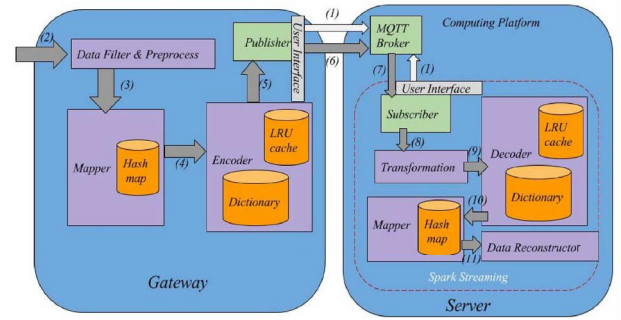 (1)
Computing Platform
(2)
Data Filter & Preprocess
Publisher
User Interface
(6)
MQTT
Broker
(3)
(5)
(7)
(1)
User Interface
Subscriber
Mapper
Hash
map
(4)
Encoder
LRU
cache
Dictionary
(8)
Transformation
(9)
Decoder
LRU
cache
Dictionary
(10)
Mapper
Hash
map
(11)
Data Reconstructor
Spark Streaming
Gateway
Server